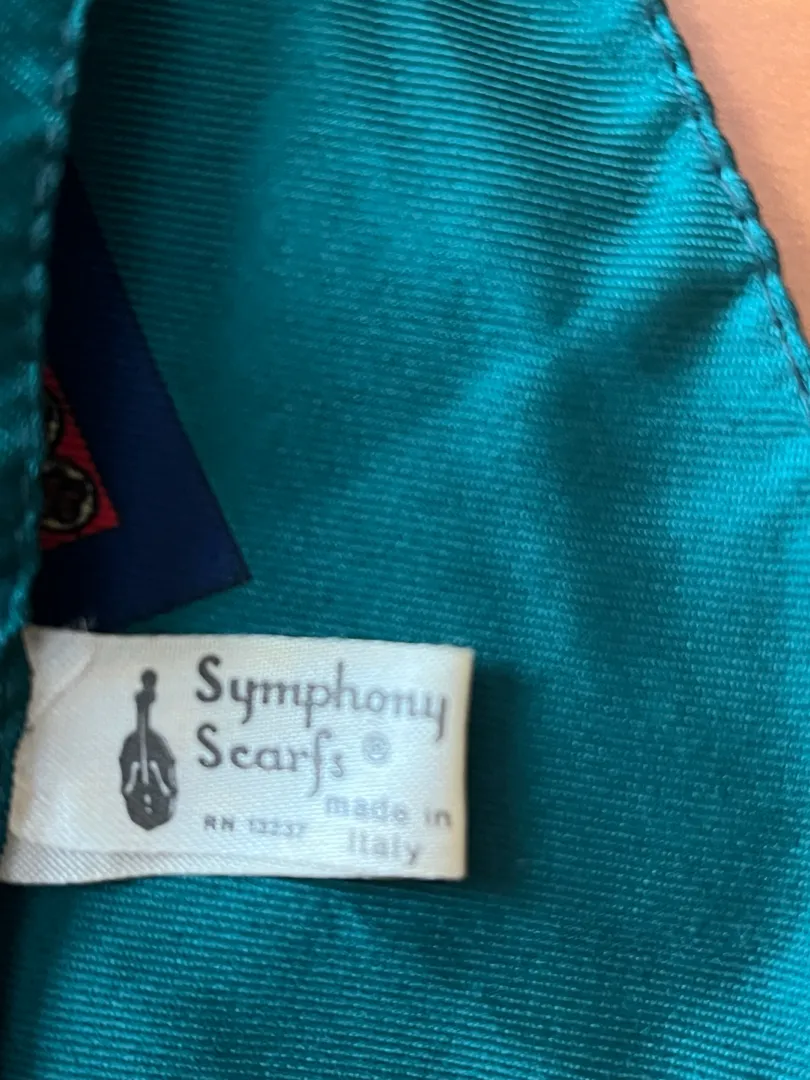 Symphony
Scarfs ®
made in
RN 13237 Italy